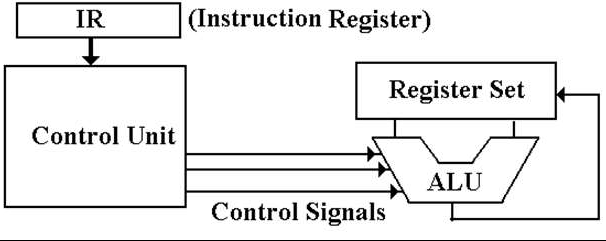 IR (Instruction Register)
Register Set
Control Unit
ALU
Control Signals